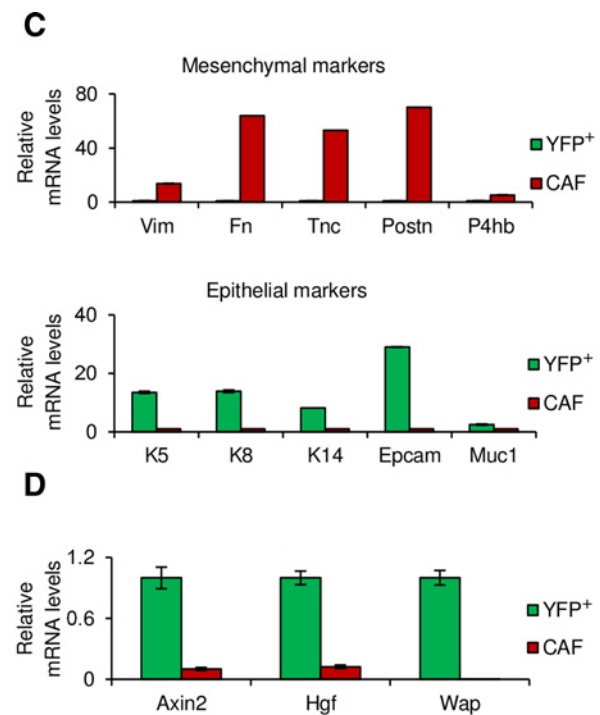 C
Mesenchymal markers
Relative
mRNA levels
80
40
0
Vim Fn Tnc Postn P4hb
YFP⁺
CAF
Epithelial markers
Relative
mRNA levels
40
20
0
K5 K8 K14 Epcam Muc1
YFP⁺
CAF
D
Relative
mRNA levels
1.2
0.6
0
Axin2 Hgf Wap
YFP⁺
CAF